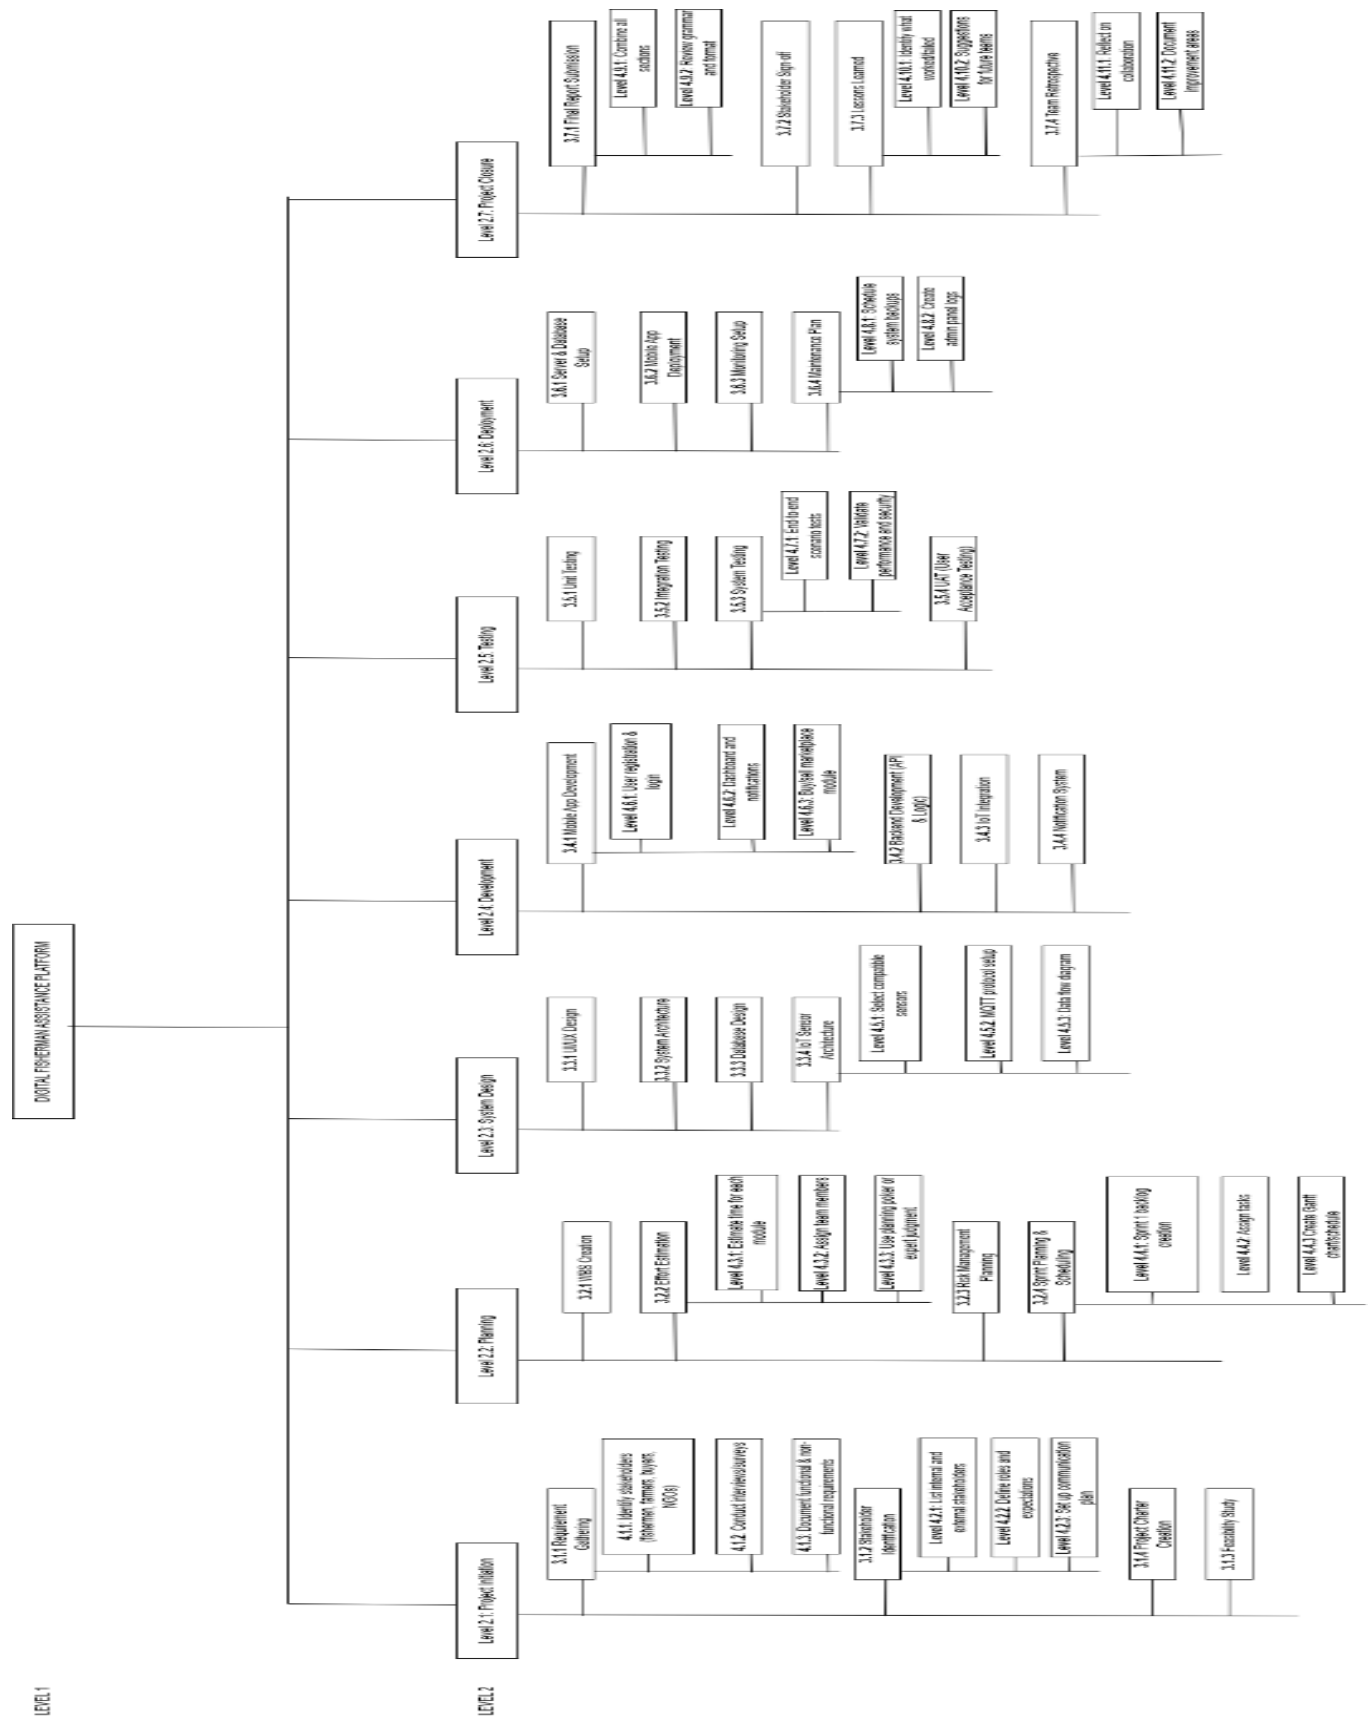 LEVEL 1
DIGITAL FISHERMAN ASSISTANCE PLATFORM
LEVEL 2
Level 2.1: Project Initiation
3.1.1 Requirement
Gathering
4.1.1: Identify stakeholders
(fishermen, farmers, buyers,
NGOs)
4.1.2: Conduct interviews/surveys
4.1.3: Document functional & non-
functional requirements
3.1.2 Stakeholder
Identification
Level 4.2.1: List internal and
external stakeholders
Level 4.2.2: Define roles and
expectations
Level 4.2.3: Set up communication
plan
3.1.4 Project Charter
Creation
3.1.3 Feasibility Study
Level 2.2: Planning
3.2.1 WBS Creation
3.2.2 Effort Estimation
Level 4.3.1: Estimate time for each
module
Level 4.3.2: Assign team members
Level 4.3.3: Use planning poker or
expert judgment
3.2.3 Risk Management
Planning
3.2.4 Sprint Planning &
Scheduling
Level 4.4.1: Sprint 1 backlog
creation
Level 4.4.2: Assign tasks
Level 4.4.3 Create Gantt
chart/schedule
Level 2.3: System Design
3.3.1 UI/UX Design
3.3.2 System Architecture
3.3.3 Database Design
3.3.4 IoT Sensor
Architecture
Level 4.5.1: Select compatible
sensors
Level 4.5.2: MQTT protocol setup
Level 4.5.3: Data flow diagram
Level 2.4: Development
3.4.1 Mobile App Development
Level 4.6.1: User registration &
login
Level 4.6.2: Dashboard and
notifications
Level 4.6.3: Buy/sell marketplace
module
3.4.2 Backend Development (API
& Logic)
3.4.3 IoT Integration
3.4.4 Notification System
Level 2.5: Testing
3.5.1 Unit Testing
3.5.2 Integration Testing
3.5.3 System Testing
Level 4.7.1: End-to-end
scenario tests
Level 4.7.2: Validate
performance and security
3.5.4 UAT (User
Acceptance Testing)
Level 2.6: Deployment
3.6.1 Server & Database
Setup
3.6.2 Mobile App
Deployment
3.6.3 Monitoring Setup
3.6.4 Maintenance Plan
Level 4.8.1: Schedule
system backups
Level 4.8.2: Create
admin panel logs
Level 2.7: Project Closure
3.7.1 Final Report Submission
Level 4.9.1: Combine all
sections
Level 4.9.2: Review grammar
and format
3.7.2 Stakeholder Sign-off
3.7.3 Lessons Learned
Level 4.10.1: Identify what
worked/failed
Level 4.10.2: Suggestions
for future teams
3.7.4 Team Retrospective
Level 4.11.1: Reflect on
collaboration
Level 4.11.2: Document
improvement areas